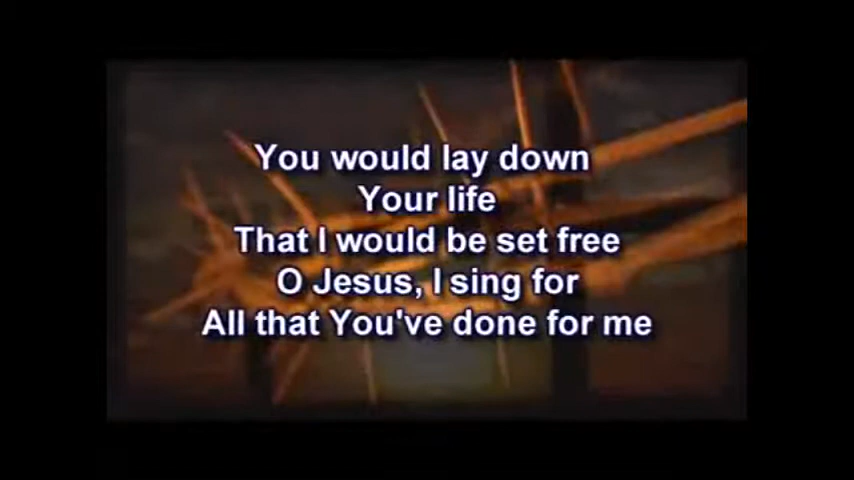 You would lay down
Your life
That I would be set free
O Jesus, I sing for
All that You've done for me